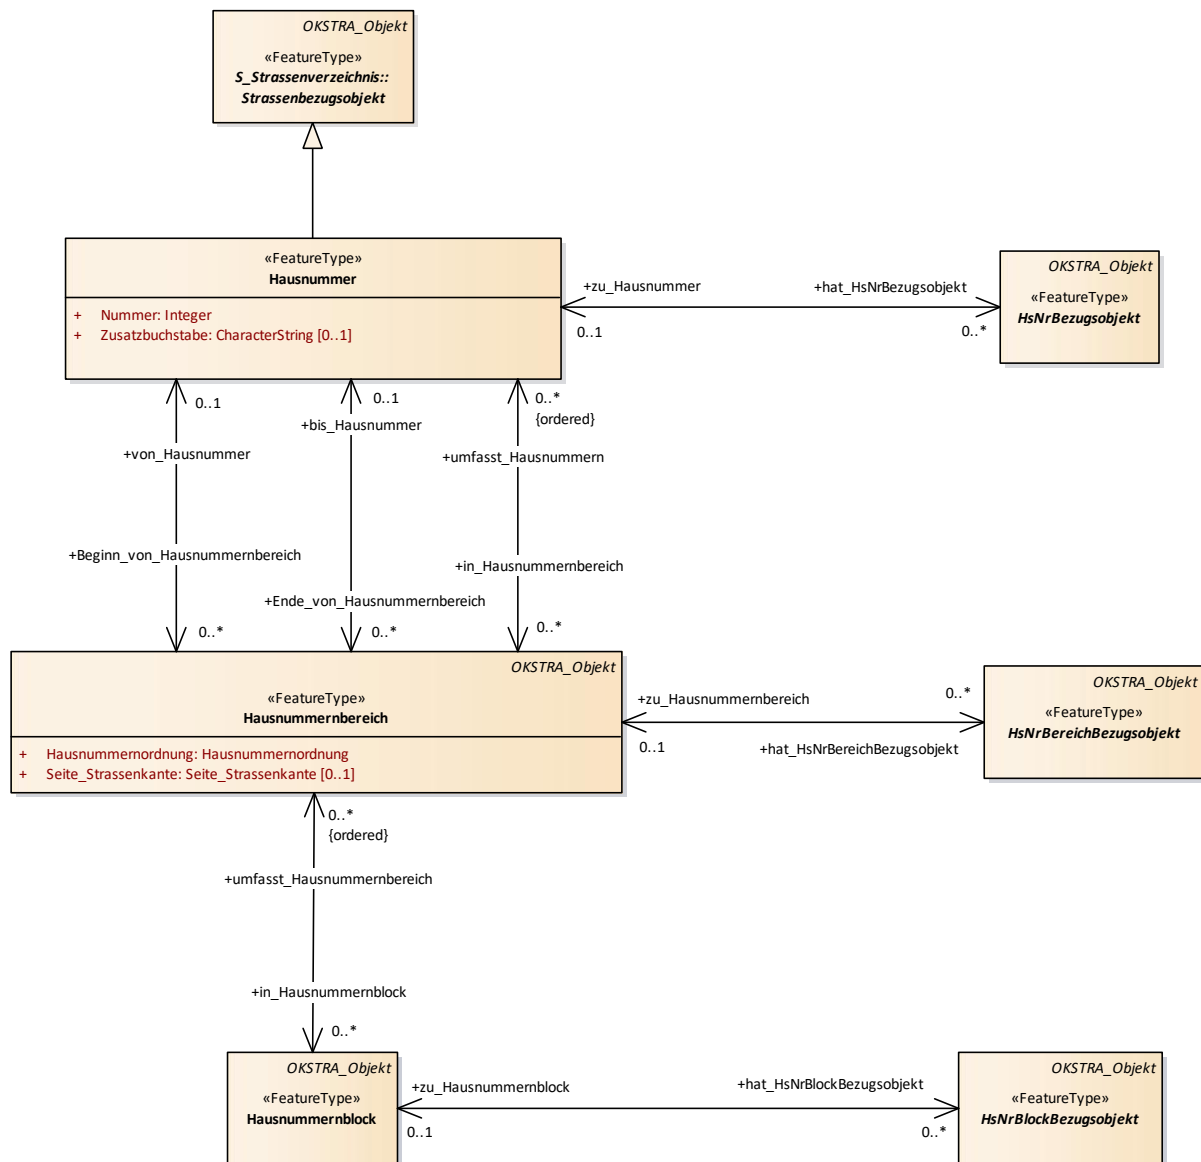 OKSTRA_Objekt
«FeatureType»
S_Strassenverzeichnis::
Strassenbezugsobjekt
«FeatureType»
Hausnummer
+ Nummer: Integer
+ Zusatzbuchstabe: CharacterString [0..1]
+zu_Hausnummer
+hat_HsNrBezugsobjekt
0..1
0..*
OKSTRA_Objekt
«FeatureType»
HsNrBezugsobjekt
0..1
0..1
0..*
{ordered}
+von_Hausnummer
+bis_Hausnummer
+umfasst_Hausnummern
+Beginn_von_Hausnummernbereich
+Ende_von_Hausnummernbereich
+in_Hausnummernbereich
0..*
0..*
0..*
OKSTRA_Objekt
«FeatureType»
Hausnummernbereich
+ Hausnummernordnung: Hausnummernordnung
+ Seite_Strassenkante: Seite_Strassenkante [0..1]
+zu_Hausnummernbereich
0..*
0..1
+hat_HsNrBereichBezugsobjekt
OKSTRA_Objekt
«FeatureType»
HsNrBereichBezugsobjekt
0..*
{ordered}
+umfasst_Hausnummernbereich
+in_Hausnummernblock
0..*
OKSTRA_Objekt
«FeatureType»
Hausnummernblock
+zu_Hausnummernblock
+hat_HsNrBlockBezugsobjekt
0..1
0..*
OKSTRA_Objekt
«FeatureType»
HsNrBlockBezugsobjekt